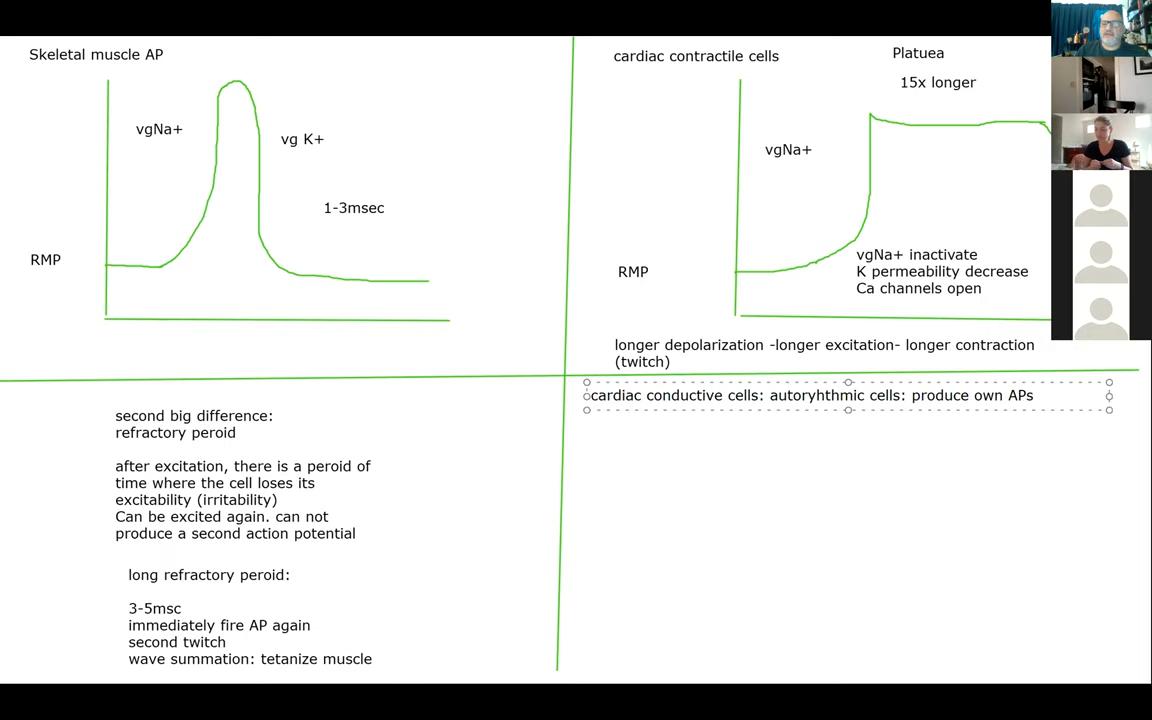 Skeletal muscle AP
vgNa+
vg K+
1-3msec
RMP
cardiac contractile cells
Platuea
15x longer
vgNa+
RMP
vgNa+ inactivate
K permeability decrease
Ca channels open
longer depolarization -longer excitation- longer contraction
(twitch)
second big difference:
refractory peroid
after excitation, there is a peroid of
time where the cell loses its
excitability (irritability)
Can be excited again. can not
produce a second action potential
long refractory peroid:
3-5msc
immediately fire AP again
second twitch
wave summation: tetanize muscle
cardiac conductive cells: autoryhthmic cells: produce own APs